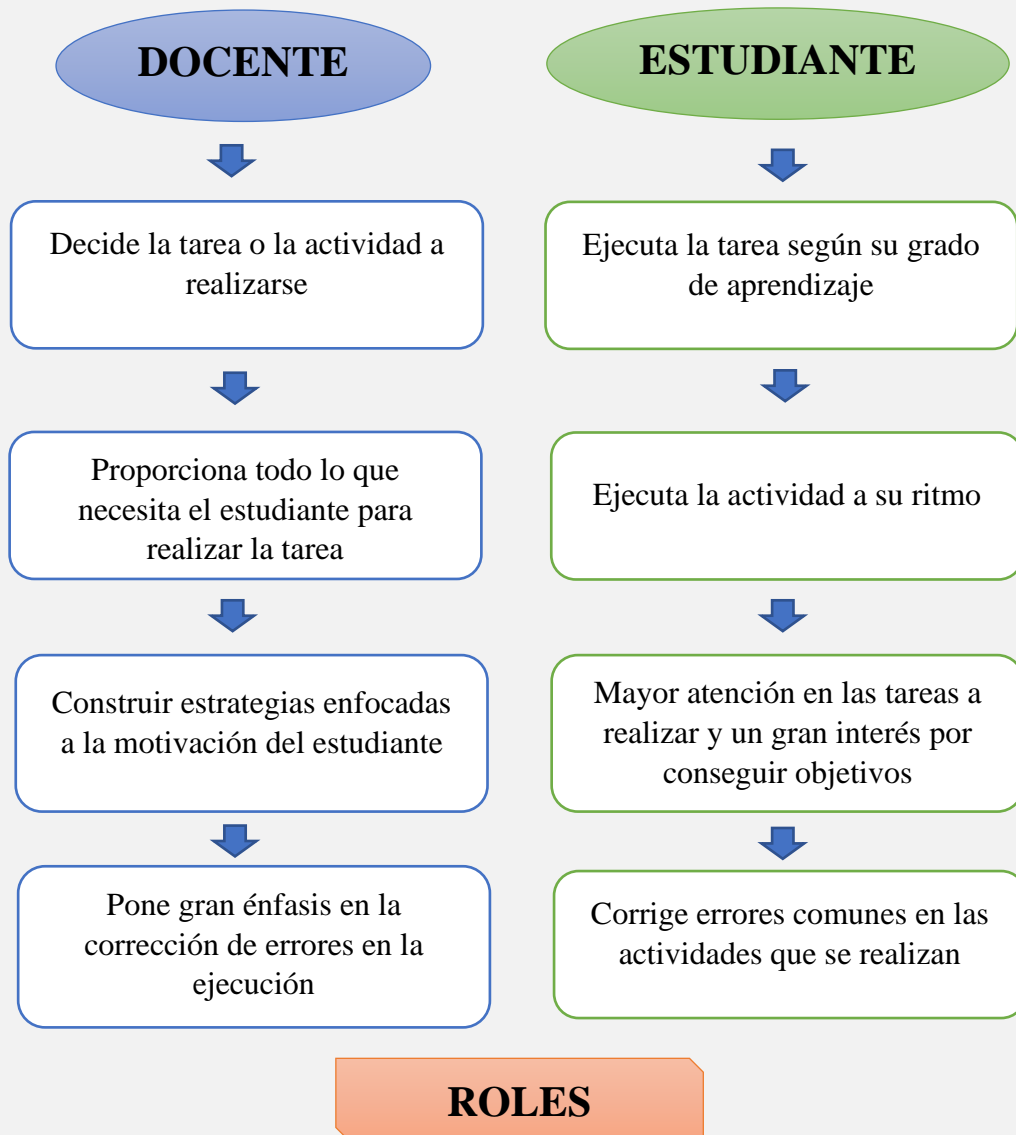 DOCENTE
Decide la tarea o la actividad a
realizarse
Proporciona todo lo que
necesita el estudiante para
realizar la tarea
Construir estrategias enfocadas
a la motivación del estudiante
Pone gran énfasis en la
corrección de errores en la
ejecución
ESTUDIANTE
Ejecuta la tarea según su grado
de aprendizaje
Ejecuta la actividad a su ritmo
Mayor atención en las tareas a
realizar y un gran interés por
conseguir objetivos
Corrige errores comunes en las
actividades que se realizan
ROLES